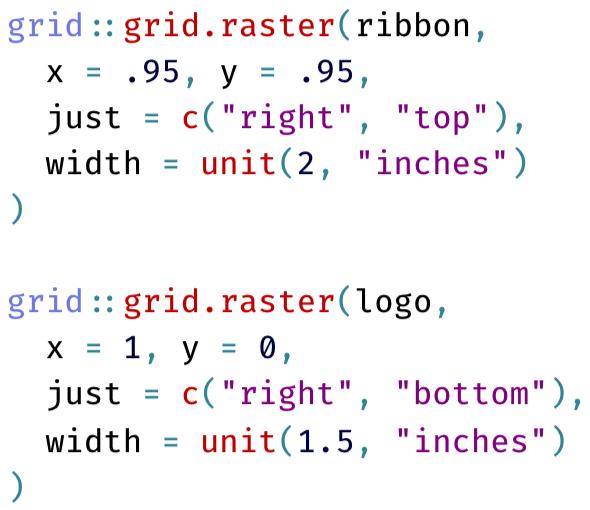 grid::grid.raster(ribbon,
  x = .95, y = .95,
  just = c("right", "top"),
  width = unit(2, "inches")
)

grid::grid.raster(logo,
  x = 1, y = 0,
  just = c("right", "bottom"),
  width = unit(1.5, "inches")
)